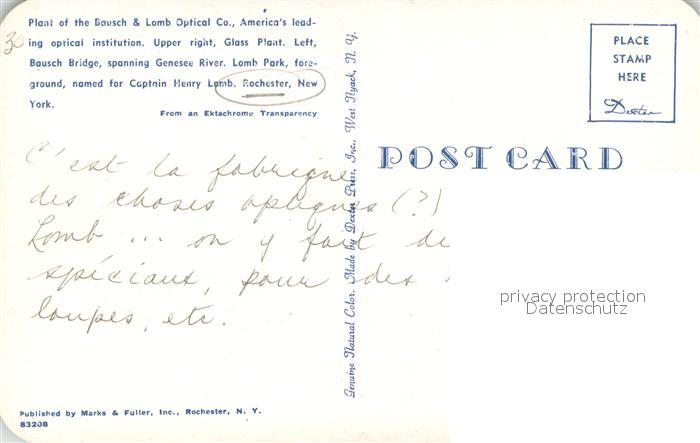 Plant of the Bausch & Lomb Optical Co., America's lead-
ing optical institution. Upper right, Glass Plant. Left,
Bausch Bridge, spanning Genesee River. Lomb Park, fore-
ground, named for Captain Henry Lomb. Rochester, New
York.
From an Ektachrome Transparency
30
C'est la fabrique
des choses optiques (?)
Lomb ... on y fait de
spéciaux, pour des
loupes, etc.
Published by Marks & Fuller, Inc., Rochester, N. Y.
83208
Genuine Natural Color. Made by Dexter Press, Inc., West Nyack, N. Y.
POST CARD
PLACE
STAMP
HERE
Dexter
privacy protection
Datenschutz